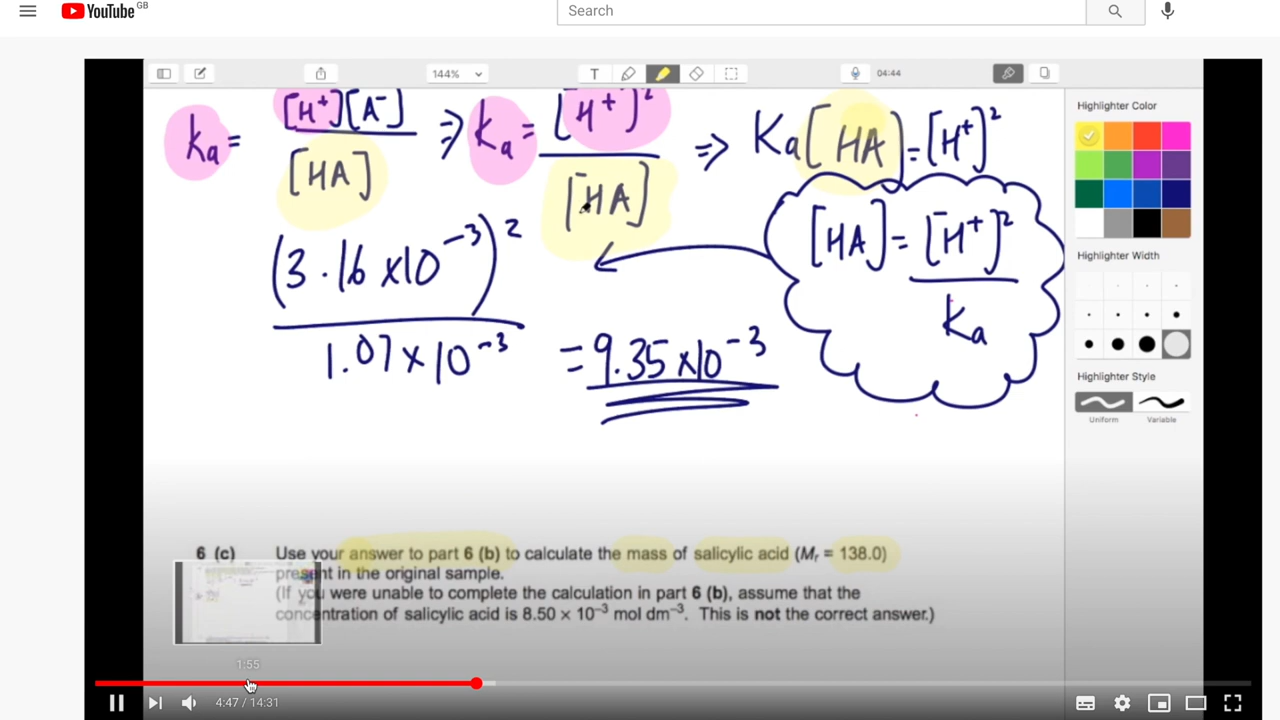 YouTube GB
Search
144%
T
04:44
Highlighter Color
Ka = [H+][A-] / [HA] => Ka = [H+]² / [HA] => Ka[HA] = [H+]²
[HA] = [H+]² / Ka
(3.16 x10⁻³)² / 1.07 x 10⁻³ = 9.35 x10⁻³
Highlighter Width
Highlighter Style
Uniform Variable
6 (c) Use your answer to part 6 (b) to calculate the mass of salicylic acid (Mr = 138.0)
present in the original sample.
(If you were unable to complete the calculation in part 6 (b), assume that the
concentration of salicylic acid is 8.50 × 10⁻³ mol dm⁻³. This is not the correct answer.)
1:55
4:47 / 14:31